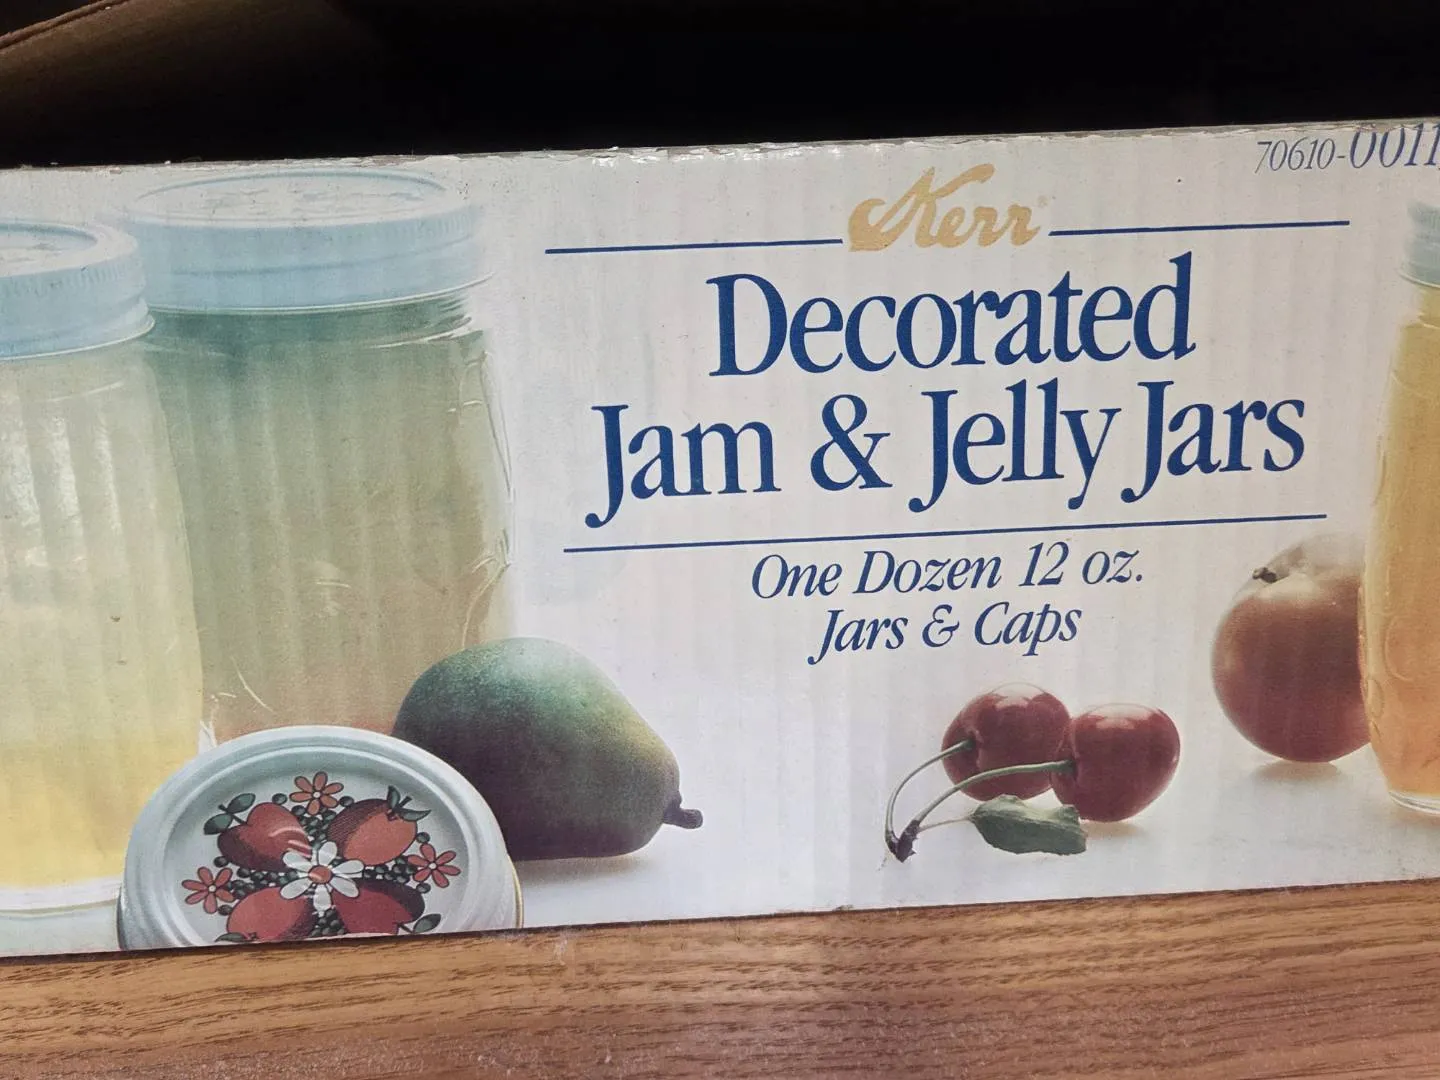 70610-0011
Kerr
Decorated
Jam & Jelly Jars
One Dozen 12 oz.
Jars & Caps